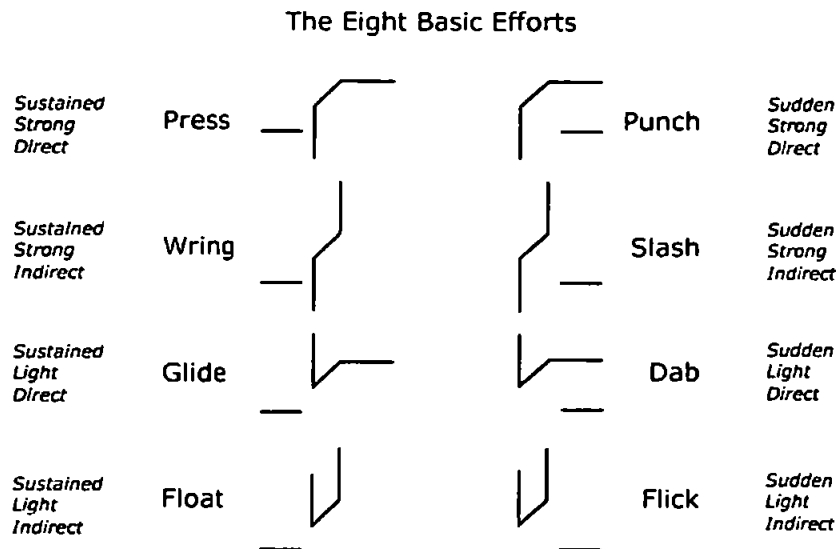 The Eight Basic Efforts
Sustained
Strong
Direct
Press
Punch
Sudden
Strong
Direct
Sustained
Strong
Indirect
Wring
Slash
Sudden
Strong
Indirect
Sustained
Light
Direct
Glide
Dab
Sudden
Light
Direct
Sustained
Light
Indirect
Float
Flick
Sudden
Light
Indirect